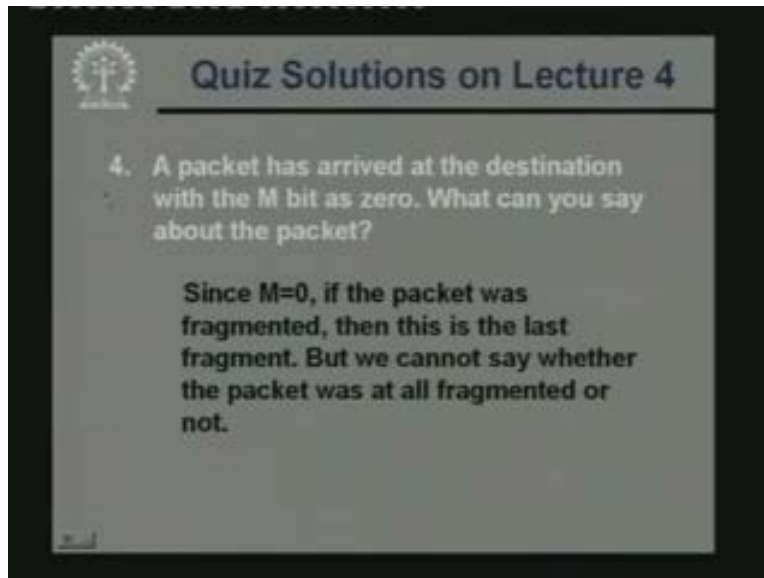 Quiz Solutions on Lecture 4
4. A packet has arrived at the destination
with the M bit as zero. What can you say
about the packet?
Since M=0, if the packet was
fragmented, then this is the last
fragment. But we cannot say whether
the packet was at all fragmented or
not.